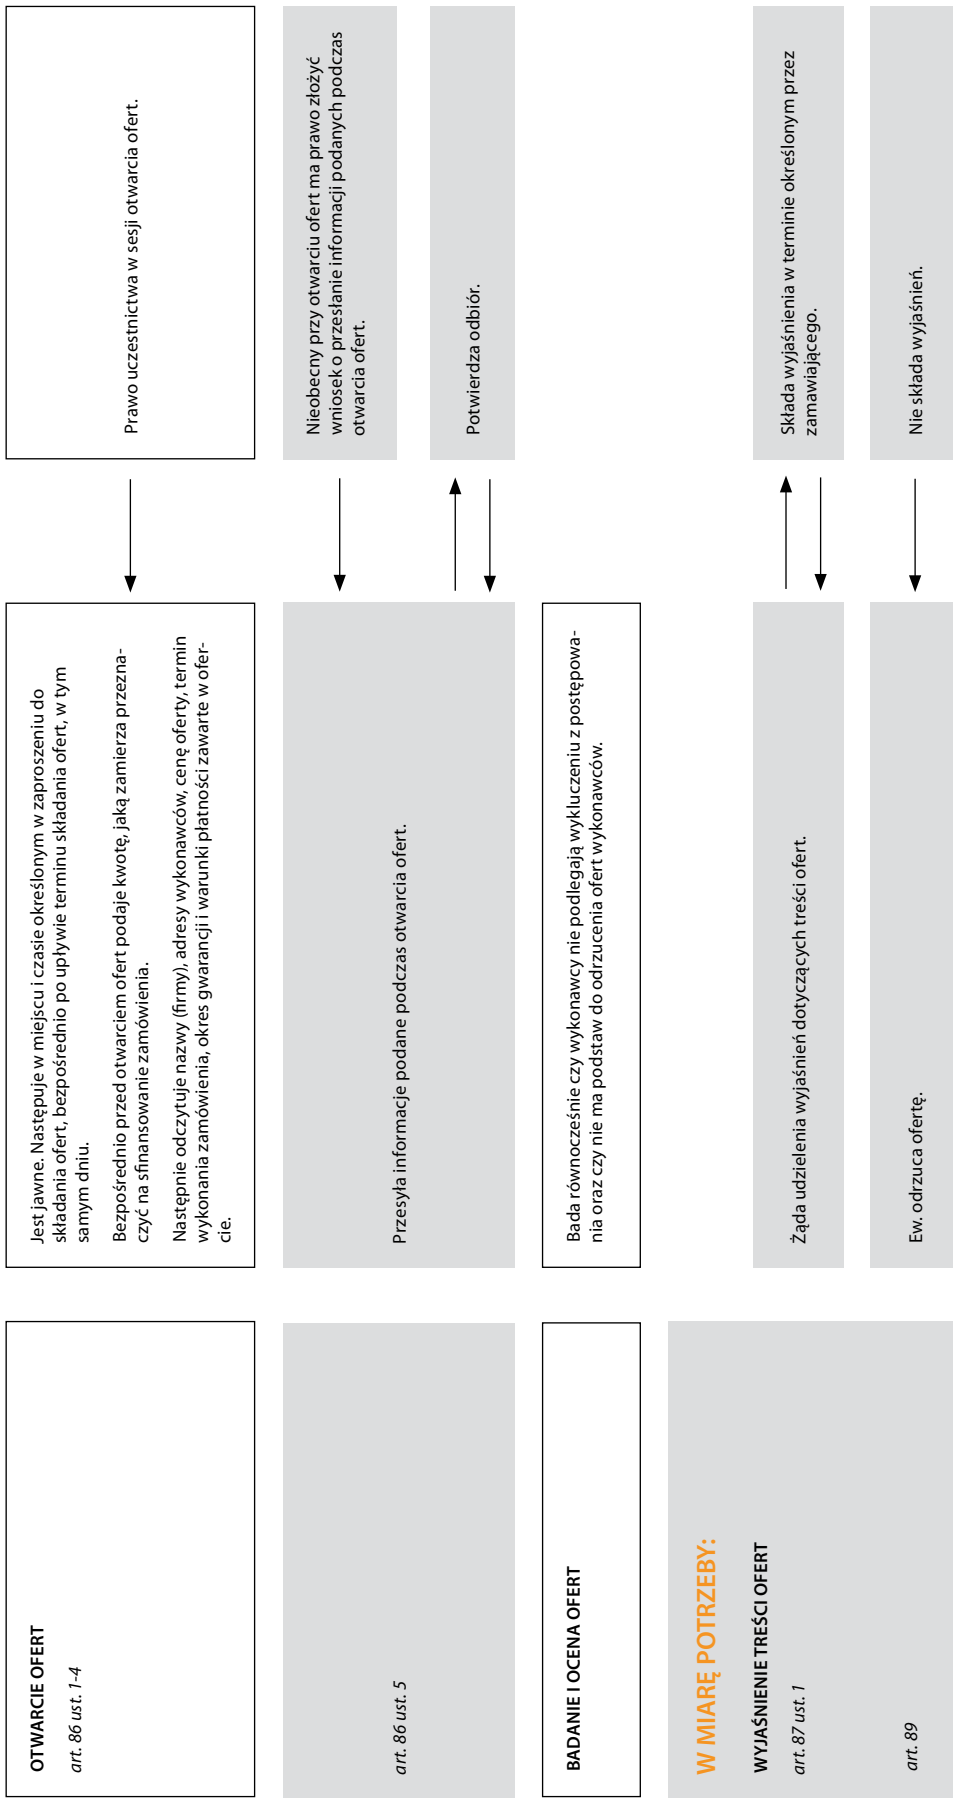 OTWARCIE OFERT
art. 86 ust. 1-4
Jest jawne. Następuje w miejscu i czasie określonym w zaproszeniu do
składania ofert, bezpośrednio po upływie terminu składania ofert, w tym
samym dniu.
Bezpośrednio przed otwarciem ofert podaje kwotę, jaką zamierza przezna-
czyć na sfinansowanie zamówienia.
Następnie odczytuje nazwy (firmy), adresy wykonawców, cenę oferty, termin
wykonania zamówienia, okres gwarancji i warunki płatności zawarte w ofer-
cie.
Prawo uczestnictwa w sesji otwarcia ofert.
art. 86 ust. 5
Przesyła informacje podane podczas otwarcia ofert.
Nieobecny przy otwarciu ofert ma prawo złożyć
wniosek o przesłanie informacji podanych podczas
otwarcia ofert.
Potwierdza odbiór.
BADANIE I OCENA OFERT
Bada równocześnie czy wykonawcy nie podlegają wykluczeniu z postępowa-
nia oraz czy nie ma podstaw do odrzucenia ofert wykonawców.
W MIARĘ POTRZEBY:
WYJAŚNIENIE TREŚCI OFERT
art. 87 ust. 1
Żąda udzielenia wyjaśnień dotyczących treści ofert.
Składa wyjaśnienia w terminie określonym przez
zamawiającego.
art. 89
Ew. odrzuca ofertę.
Nie składa wyjaśnień.